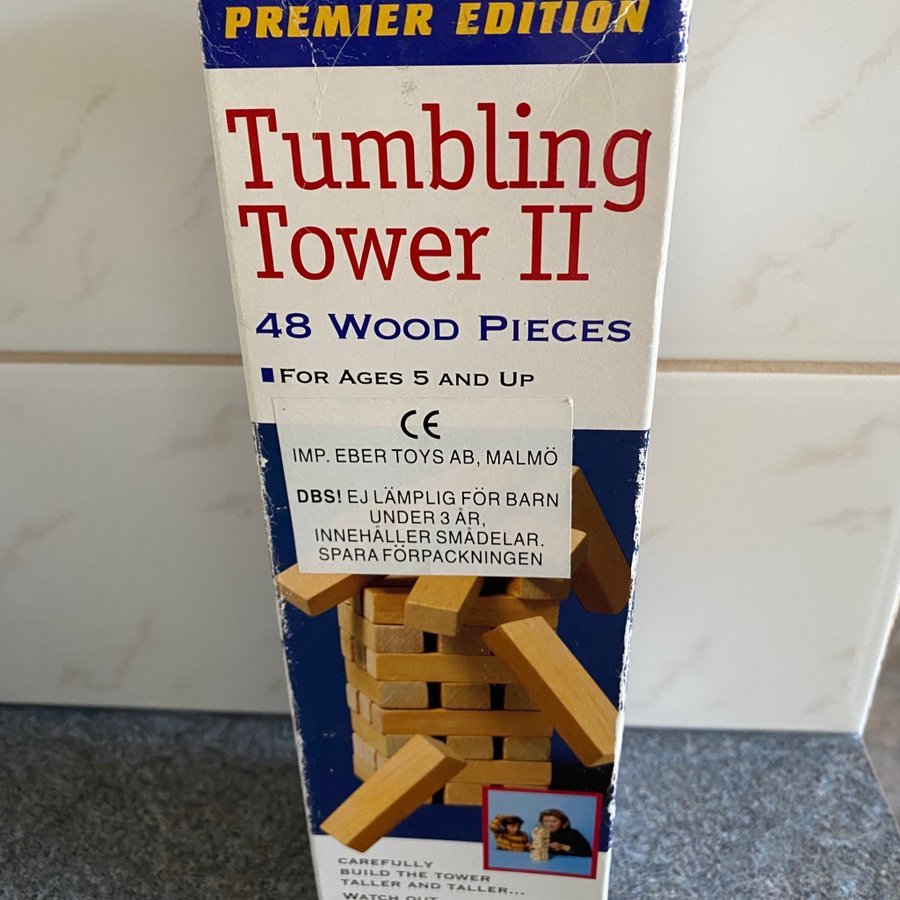 PREMIER EDITION
Tumbling
Tower II
48 WOOD PIECES
FOR AGES 5 AND UP
CE
IMP. EBER TOYS AB, MALMÖ
DBS! EJ LÄMPLIG FÖR BARN
UNDER 3 ÅR,
INNEHÅLLER SMÅDELAR.
SPARA FÖRPACKNINGEN
CAREFULLY
BUILD THE TOWER
TALLER AND TALLER...
WATCH OUT